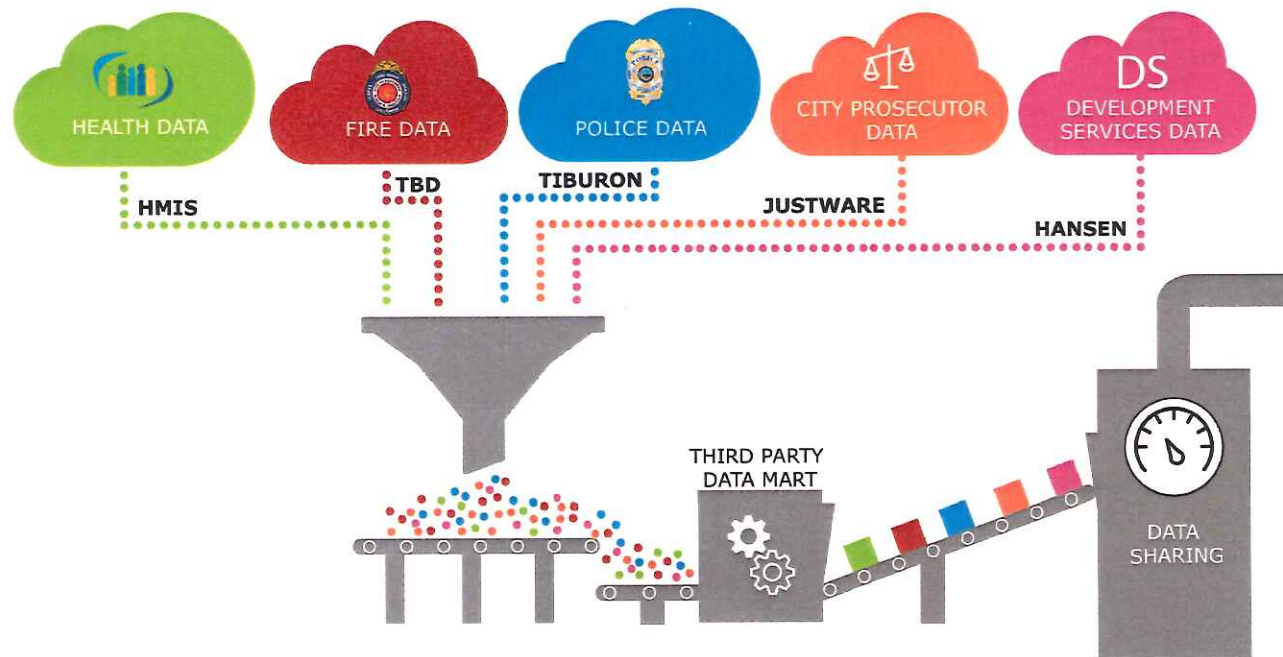 HEALTH DATA
FIRE DATA
POLICE DATA
CITY PROSECUTOR
DATA
DS
DEVELOPMENT
SERVICES DATA
HMIS
TBD
TIBURON
JUSTWARE
HANSEN
THIRD PARTY
DATA MART
DATA
SHARING